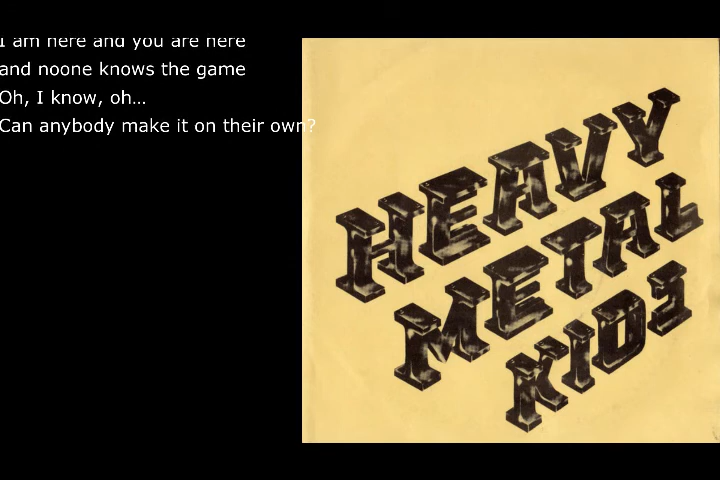 I am here and you are here
and noone knows the game
Oh, I know, oh...
Can anybody make it on their own?
HEAVY
METAL
KIDS